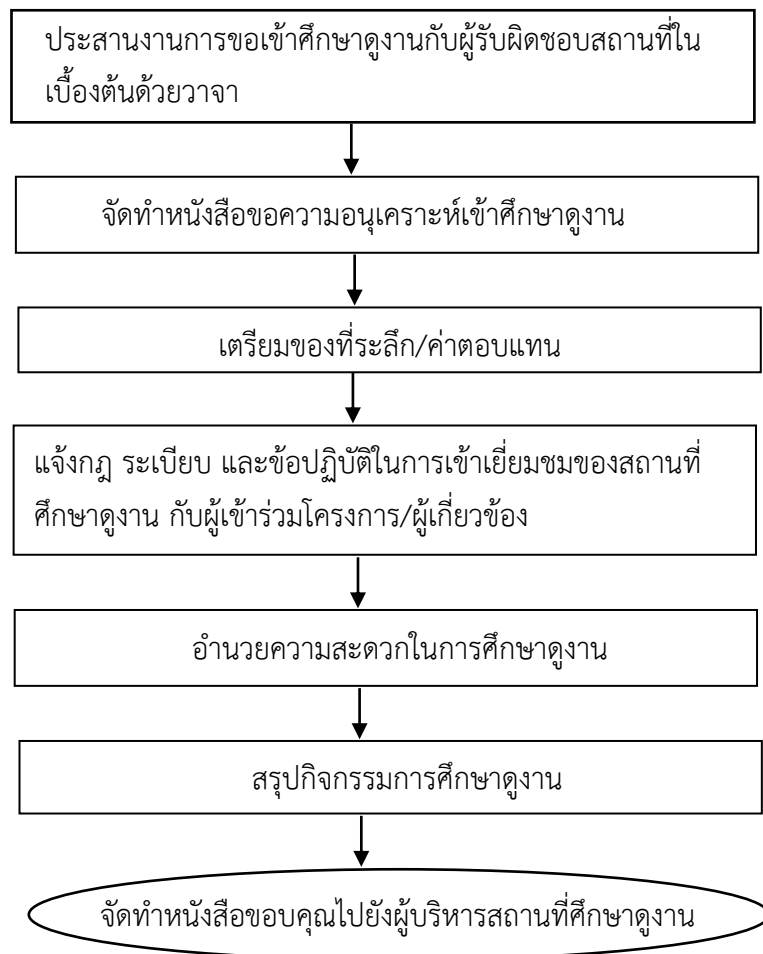 ประสานงานการขอเข้าศึกษาดูงานกับผู้รับผิดชอบสถานที่ใน
เบื้องต้นด้วยวาจา
จัดทำหนังสือขอความอนุเคราะห์เข้าศึกษาดูงาน
เตรียมของที่ระลึก/ค่าตอบแทน
แจ้งกฎ ระเบียบ และข้อปฏิบัติในการเข้าเยี่ยมชมของสถานที่
ศึกษาดูงาน กับผู้เข้าร่วมโครงการ/ผู้เกี่ยวข้อง
อำนวยความสะดวกในการศึกษาดูงาน
สรุปกิจกรรมการศึกษาดูงาน
จัดทำหนังสือขอบคุณไปยังผู้บริหารสถานที่ศึกษาดูงาน